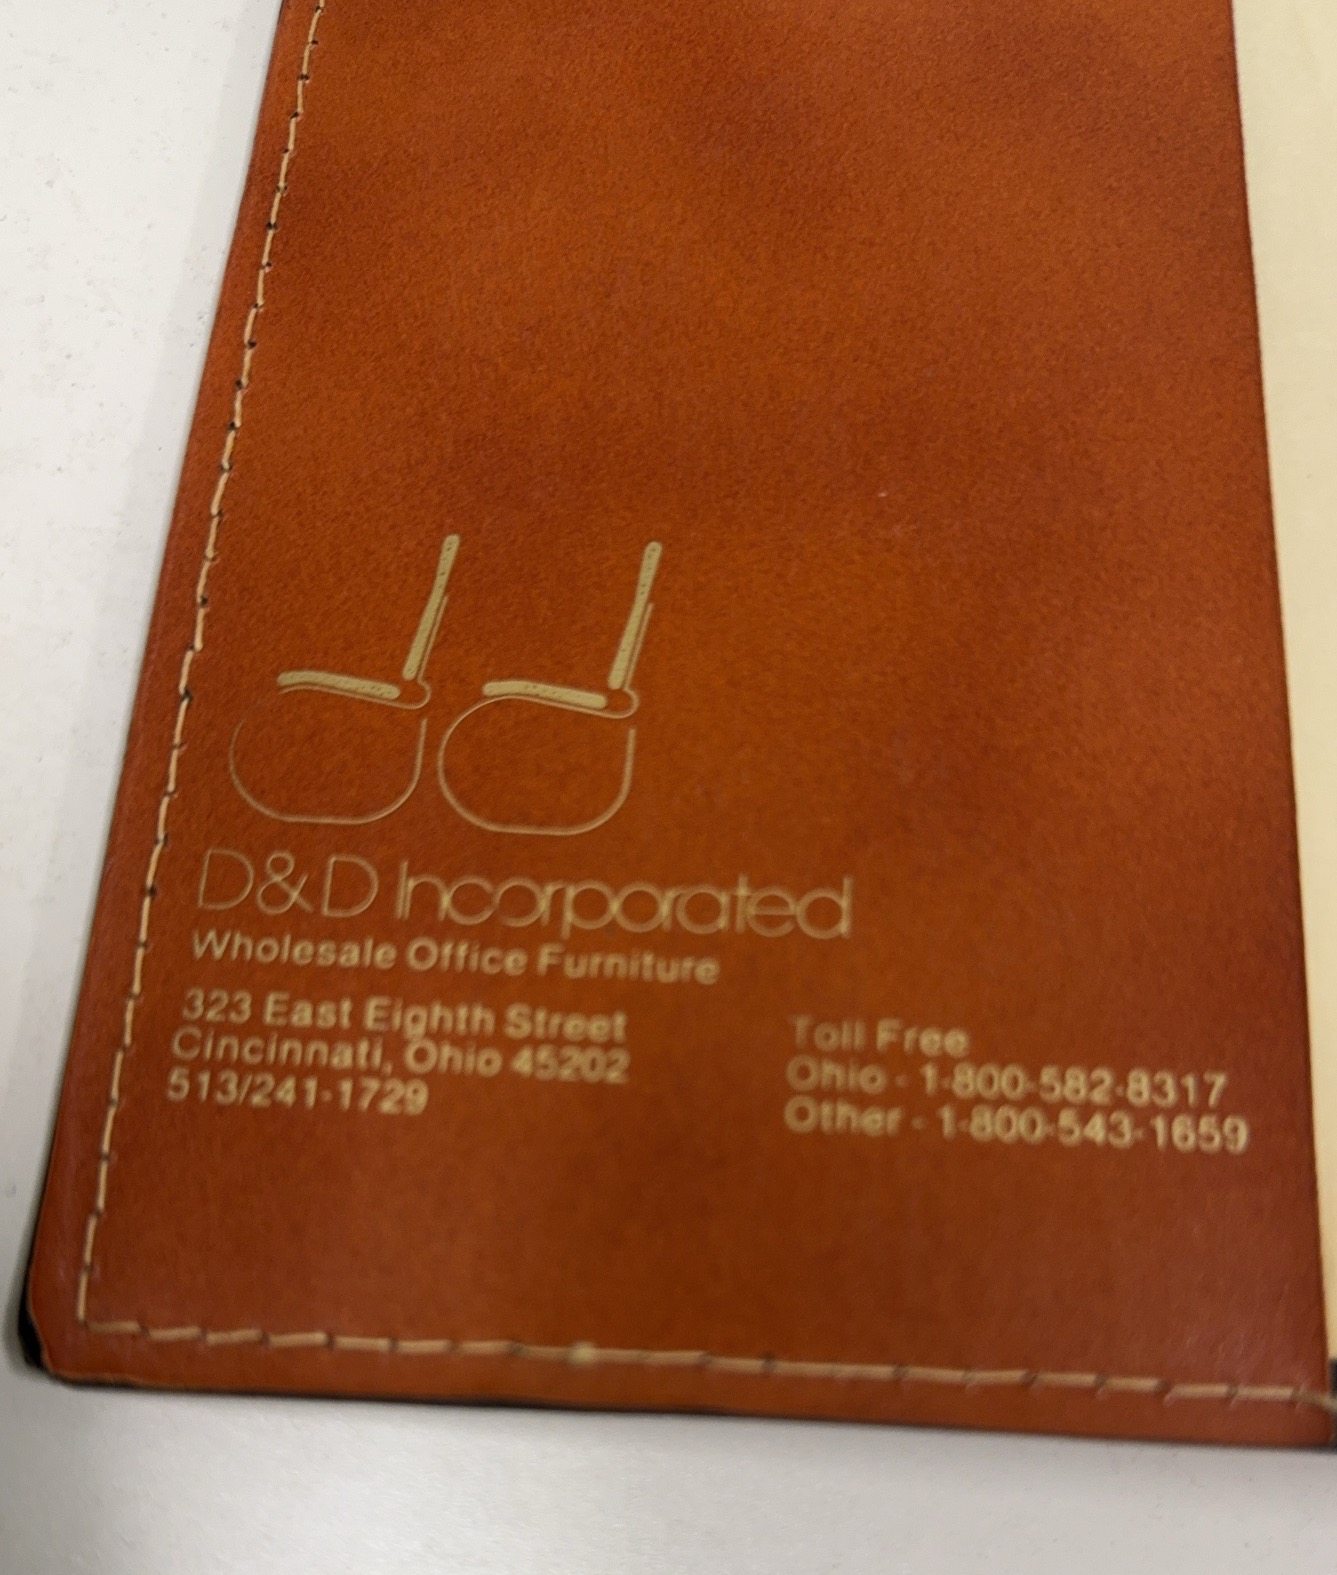 D&D Incorporated
Wholesale Office Furniture
323 East Eighth Street
Cincinnati, Ohio 45202
513/241-1729
Toll Free
Ohio - 1-800-582-8317
Other - 1-800-543-1659